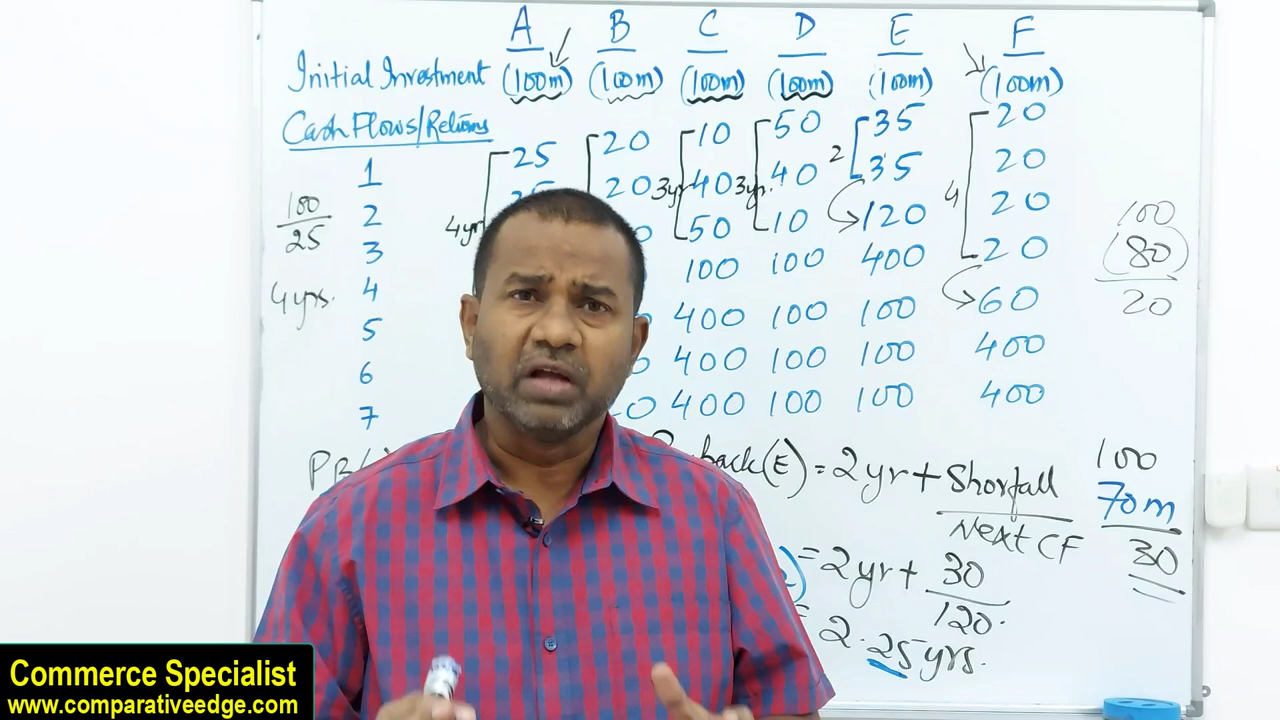 A B C D E F
Initial Investment (100m) (100m) (100m) (100m) (100m) (100m)
Cash Flows/Returns
1 25 20 10 50 35 20
2 20 40 40 35 20
3 50 10 120 20
4 100 100 400 20
5 400 100 100 60
6 400 100 100 400
7 400 100 100 400
100
25
4yrs.
4yr
3yr
3yr.
2
4
100
(80)
20
back(E) = 2yr + Shorfall
Next CF
= 2yr + 30
120.
= 2.25yrs.
100
70m
30
Commerce Specialist
www.comparativeedge.com